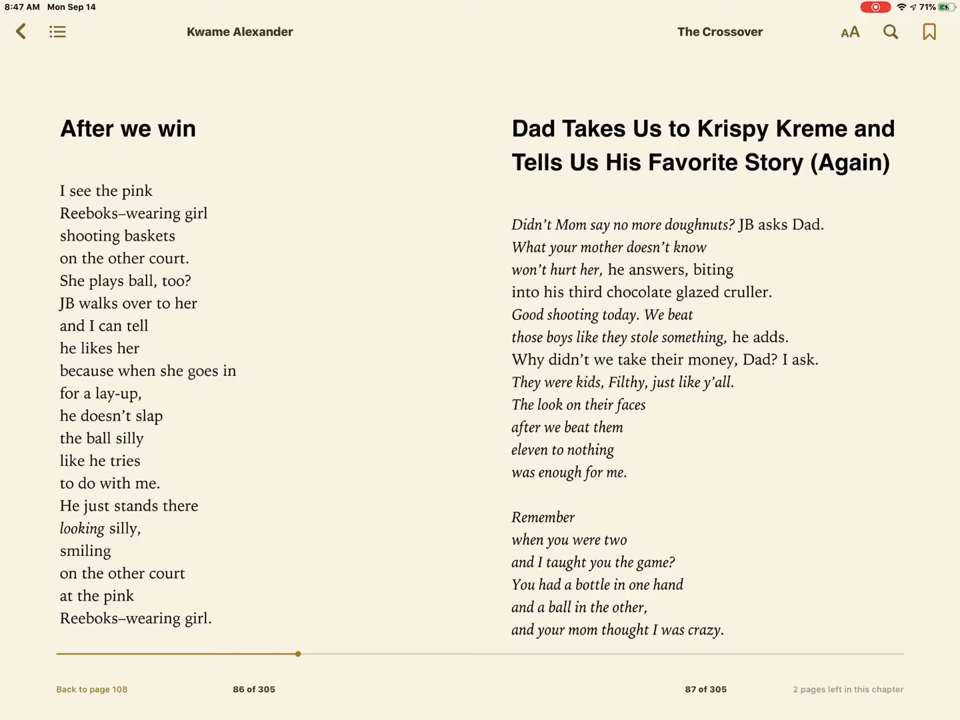 8:47 AM Mon Sep 14
71%
Kwame Alexander
The Crossover
AA
After we win
I see the pink
Reeboks–wearing girl
shooting baskets
on the other court.
She plays ball, too?
JB walks over to her
and I can tell
he likes her
because when she goes in
for a lay-up,
he doesn’t slap
the ball silly
like he tries
to do with me.
He just stands there
looking silly,
smiling
on the other court
at the pink
Reeboks–wearing girl.
Back to page 108
86 of 305
Dad Takes Us to Krispy Kreme and
Tells Us His Favorite Story (Again)
Didn’t Mom say no more doughnuts? JB asks Dad.
What your mother doesn’t know
won’t hurt her, he answers, biting
into his third chocolate glazed cruller.
Good shooting today. We beat
those boys like they stole something, he adds.
Why didn’t we take their money, Dad? I ask.
They were kids, Filthy, just like y’all.
The look on their faces
after we beat them
eleven to nothing
was enough for me.
Remember
when you were two
and I taught you the game?
You had a bottle in one hand
and a ball in the other,
and your mom thought I was crazy.
87 of 305
2 pages left in this chapter